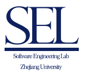 SEL
Software Engineering Lab
Zhejiang University